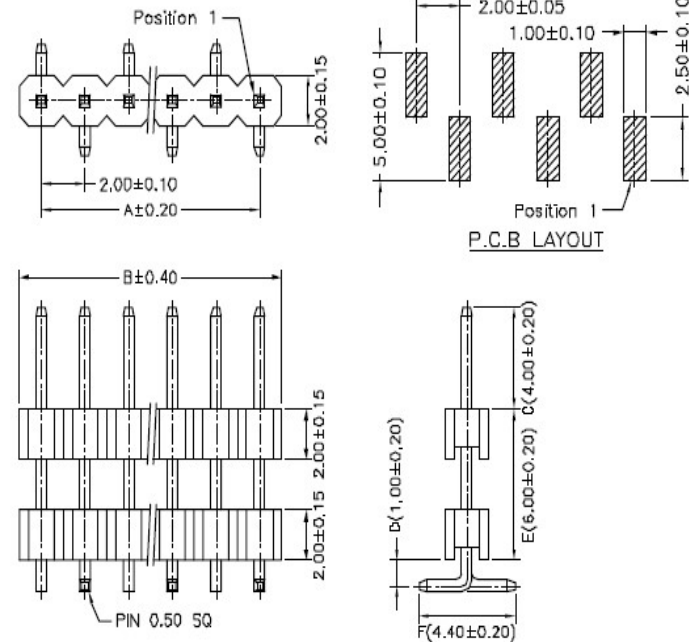 Position 1
2.00±0.15
2.00±0.10
A±0.20
2.00±0.05
1.00±0.10
5.00±0.10
2.50±0.10
Position 1
P.C.B LAYOUT
B±0.40
2.00±0.15
2.00±0.15
PIN 0.50 SQ
C(4.00±0.20)
D(1.00±0.20)
E(6.00±0.20)
F(4.40±0.20)